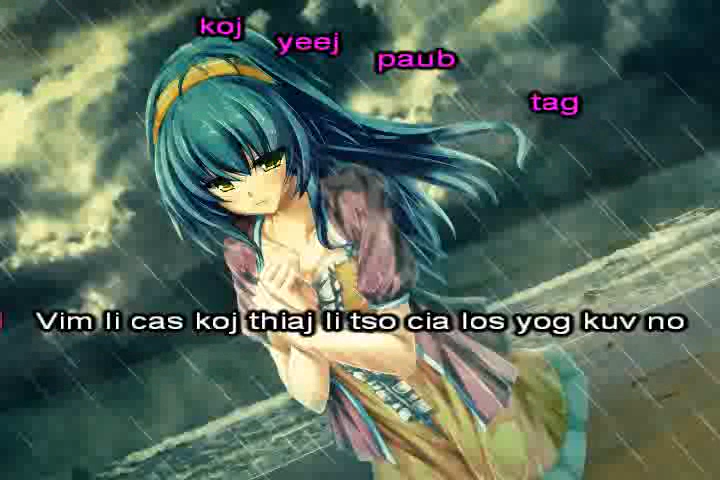 koj yeej paub tag
Vim li cas koj thiaj li tso cia los yog kuv no